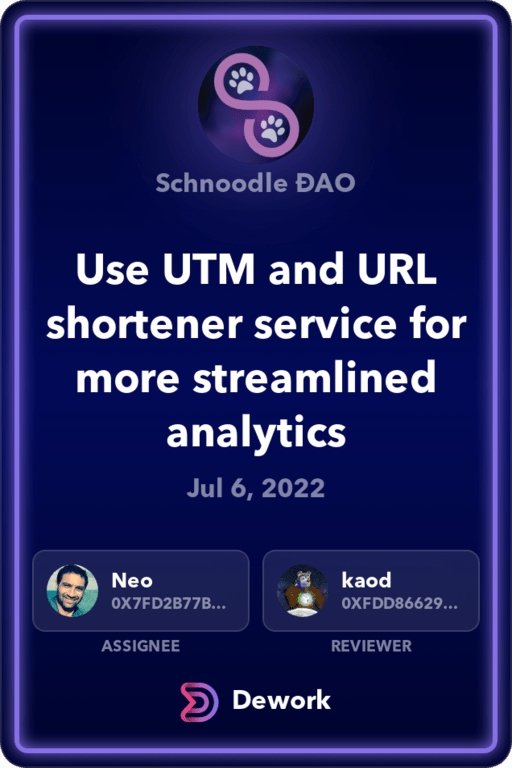 Schnoodle ÐAO
Use UTM and URL
shortener service for
more streamlined
analytics
Jul 6, 2022
Neo
0X7FD2B77B...
kaod
0XFDD86629...
ASSIGNEE
REVIEWER
Dework